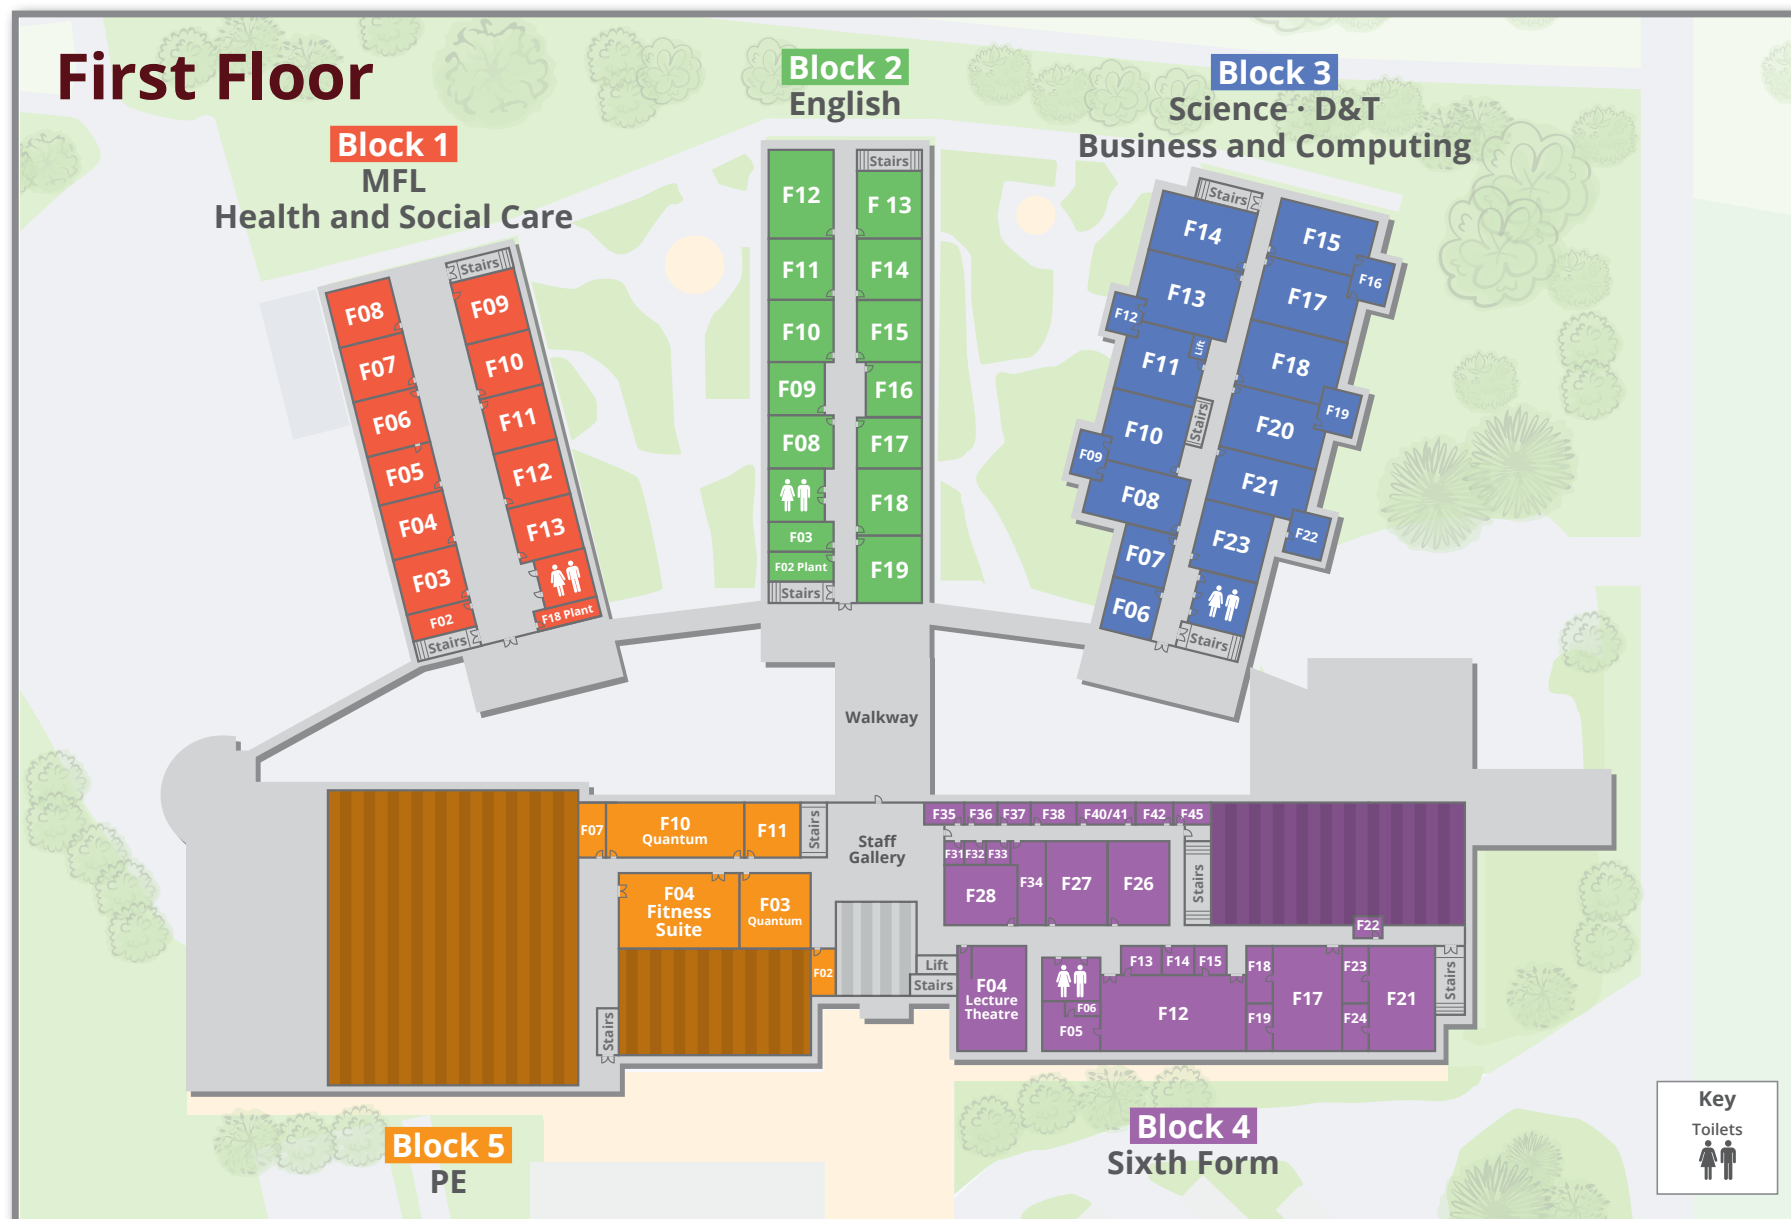 First Floor
Block 1
MFL
Health and Social Care
Block 2
English
Block 3
Science · D&T
Business and Computing
Stairs
F08
F09
F07
F10
F06
F11
F05
F12
F04
F13
F03
F02
F18 Plant
Stairs
F12
Stairs
F 13
F11
F14
F10
F15
F09
F16
F08
F17
F18
F03
F02 Plant
F19
Stairs
Stairs
F14
F15
F16
F13
F17
F12
Lift
F11
F18
F19
Stairs
F10
F20
F09
F08
F21
F22
F07
F23
F06
Stairs
Walkway
F07
F10
Quantum
F11
Stairs
Staff
Gallery
F04
Fitness
Suite
F03
Quantum
F02
Stairs
Lift
Stairs
F35
F36
F37
F38
F40/41
F42
F45
F31
F32
F33
F28
F34
F27
F26
Stairs
F22
F04
Lecture
Theatre
F06
F05
F13
F14
F15
F12
F18
F19
F17
F23
F24
F21
Stairs
Block 5
PE
Block 4
Sixth Form
Key
Toilets